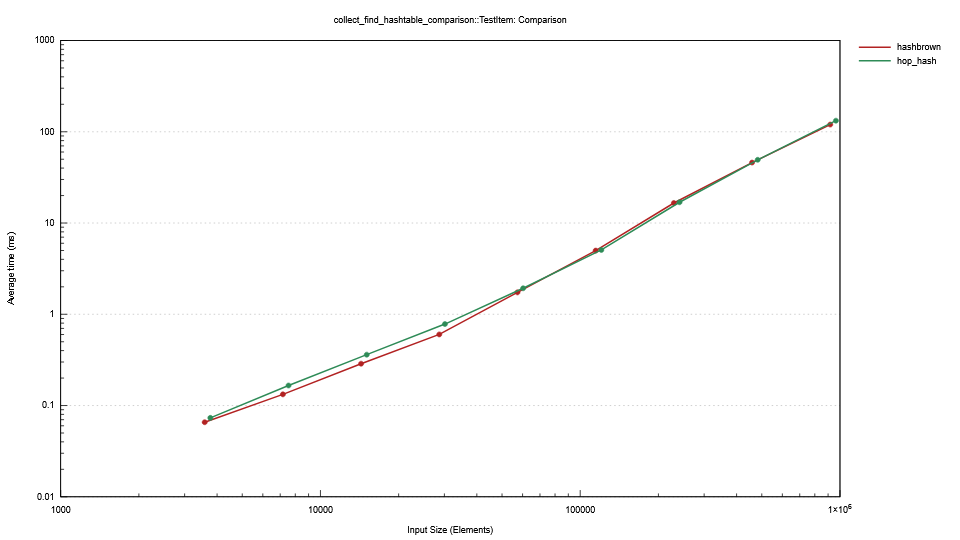 collect_find_hashtable_comparison::TestItem: Comparison
hashbrown
hop_hash
Average time (ms)
1000
100
10
1
0.1
0.01
1000
10000
100000
1×10⁶
Input Size (Elements)